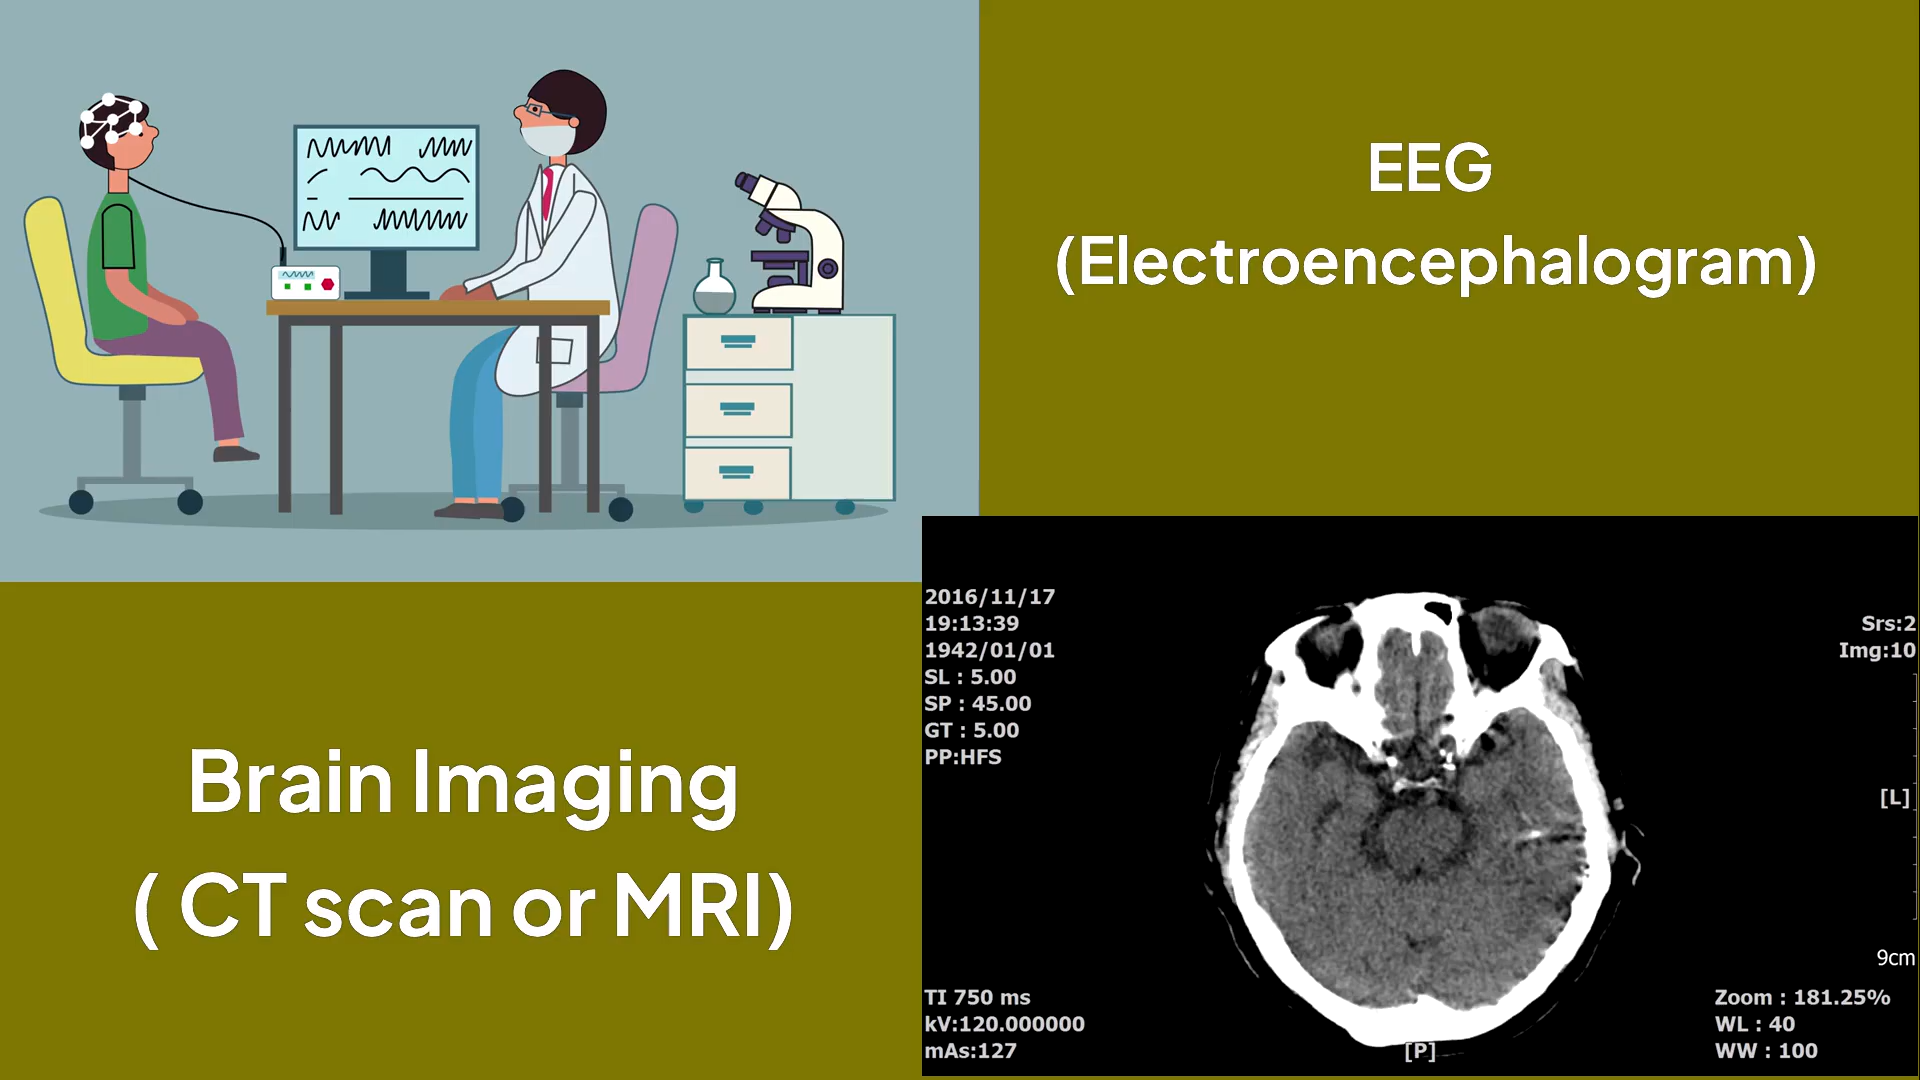 EEG
(Electroencephalogram)
Brain Imaging
( CT scan or MRI)
2016/11/17
19:13:39
1942/01/01
SL : 5.00
SP : 45.00
GT : 5.00
PP:HFS
Srs:2
Img:10
[L]
9cm
TI 750 ms
kV:120.000000
mAs:127
[P]
Zoom : 181.25%
WL : 40
WW : 100